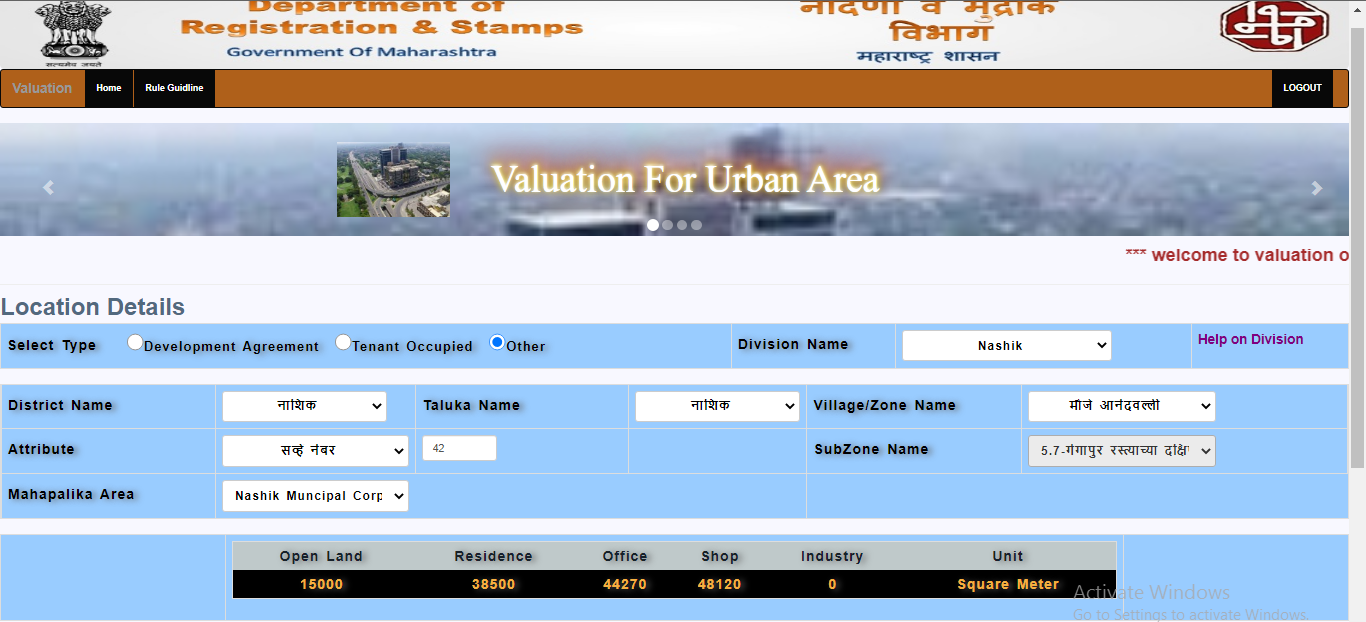 Department of
नोंदणी व मुद्रांक
Registration & Stamps
विभाग
Government Of Maharashtra
महाराष्ट्र शासन
सत्यमेव जयते
Valuation
Home
Rule Guidline
LOGOUT
Valuation For Urban Area
*** welcome to valuation o
Location Details
Select Type Development Agreement Tenant Occupied Other Division Name Nashik Help on Division
District Name नाशिक Taluka Name नाशिक Village/Zone Name मौजे आनंदवल्ली
Attribute सर्व्हे नंबर 42 SubZone Name 5.7-गंगापुर रस्त्याच्या दक्षि
Mahapalika Area Nashik Muncipal Corp
Open Land Residence Office Shop Industry Unit
15000 38500 44270 48120 0 Square Meter
Activate Windows
Go to Settings to activate Windows.